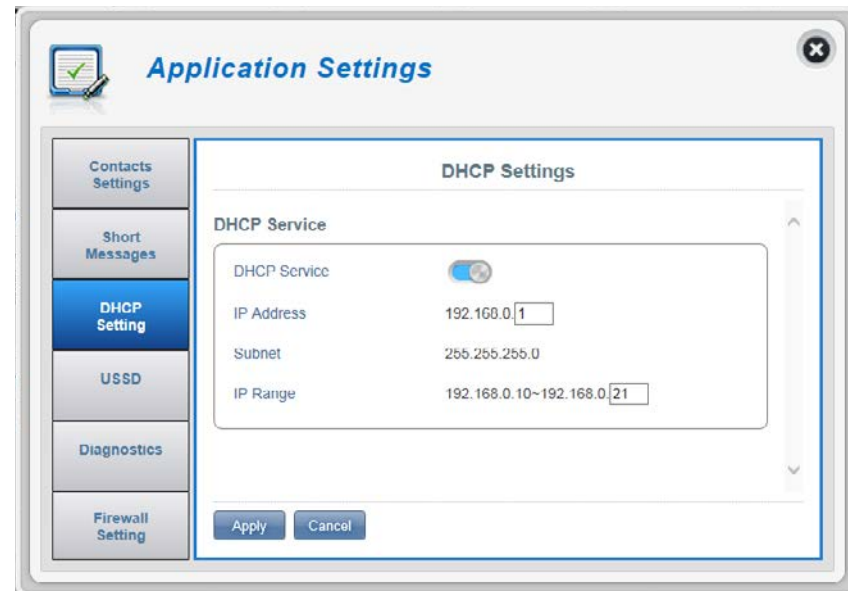 Application Settings
Contacts
Settings
Short
Messages
DHCP
Setting
USSD
Diagnostics
Firewall
Setting
DHCP Settings
DHCP Service
DHCP Service
IP Address 192.168.0.1
Subnet 255.255.255.0
IP Range 192.168.0.10~192.168.0.21
Apply Cancel